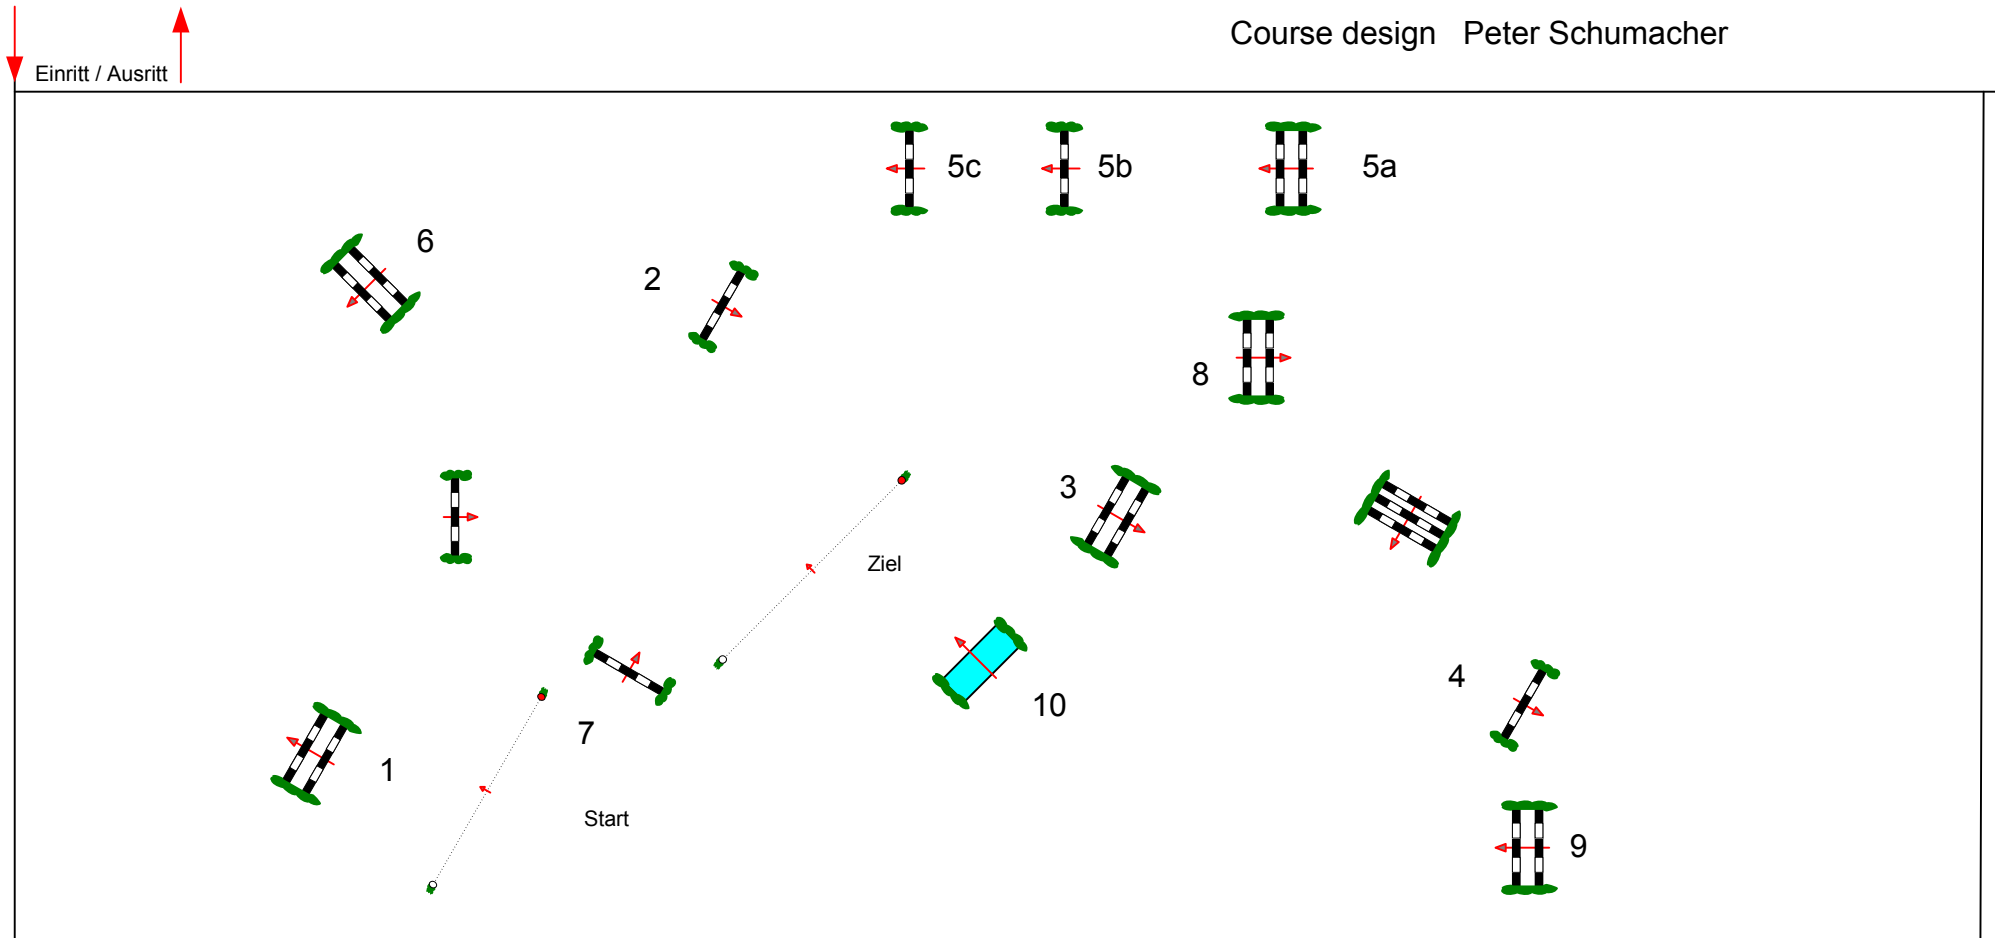 Course design   Peter Schumacher
Einritt / Ausritt
5c
5b
5a
6
2
8
3
Ziel
4
10
7
1
Start
9